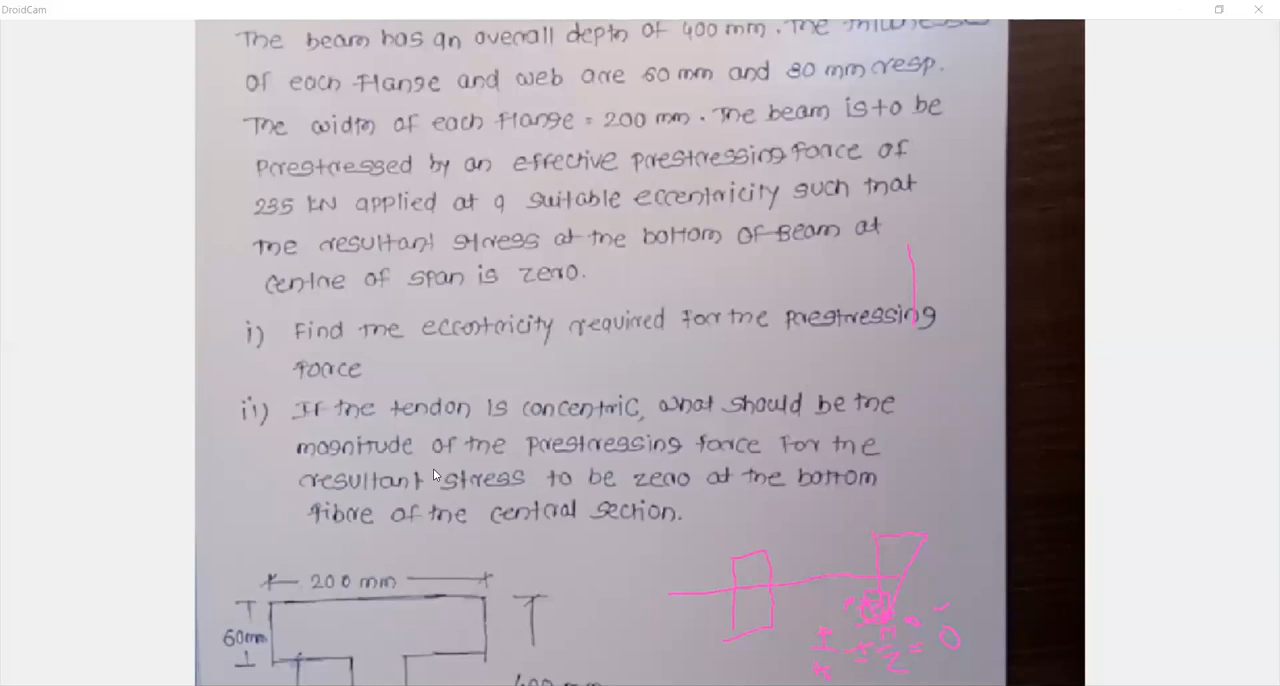 DroidCam
The beam has an overall depth of 400 mm. The thickness
of each flange and web are 60 mm and 80 mm resp.
The width of each flange = 200 mm. The beam is to be
prestressed by an effective prestressing force of
235 kN applied at a suitable eccentricity such that
the resultant stress at the bottom of Beam at
centre of span is zero.
i) Find the eccentricity required for the prestressing
force
ii) If the tendon is concentric, what should be the
magnitude of the prestressing force for the
resultant stress to be zero at the bottom
fibre of the central section.
200 mm
60mm
400 mm